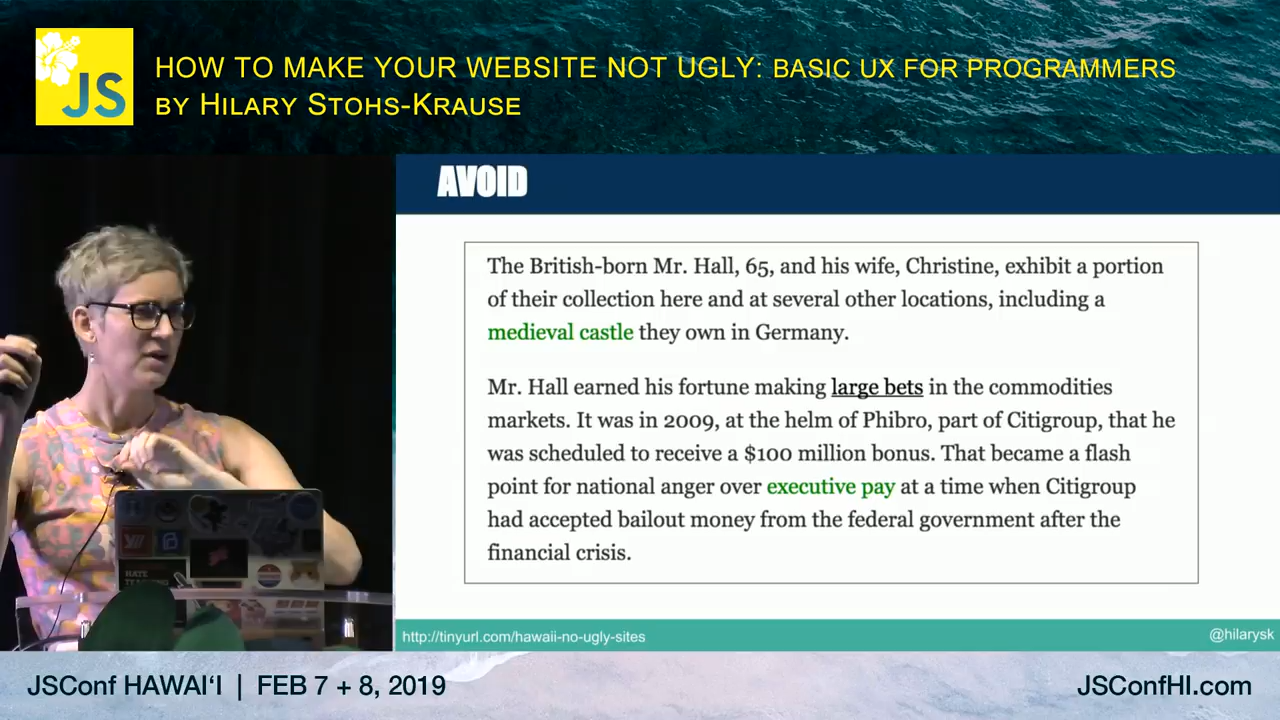 JS
HOW TO MAKE YOUR WEBSITE NOT UGLY: BASIC UX FOR PROGRAMMERS
BY HILARY STOHS-KRAUSE
AVOID
The British-born Mr. Hall, 65, and his wife, Christine, exhibit a portion
of their collection here and at several other locations, including a
medieval castle they own in Germany.
Mr. Hall earned his fortune making large bets in the commodities
markets. It was in 2009, at the helm of Phibro, part of Citigroup, that he
was scheduled to receive a $100 million bonus. That became a flash
point for national anger over executive pay at a time when Citigroup
had accepted bailout money from the federal government after the
financial crisis.
HATE
http://tinyurl.com/hawaii-no-ugly-sites
@hilarysk
JSConf HAWAIʻI | FEB 7 + 8, 2019
JSConfHI.com